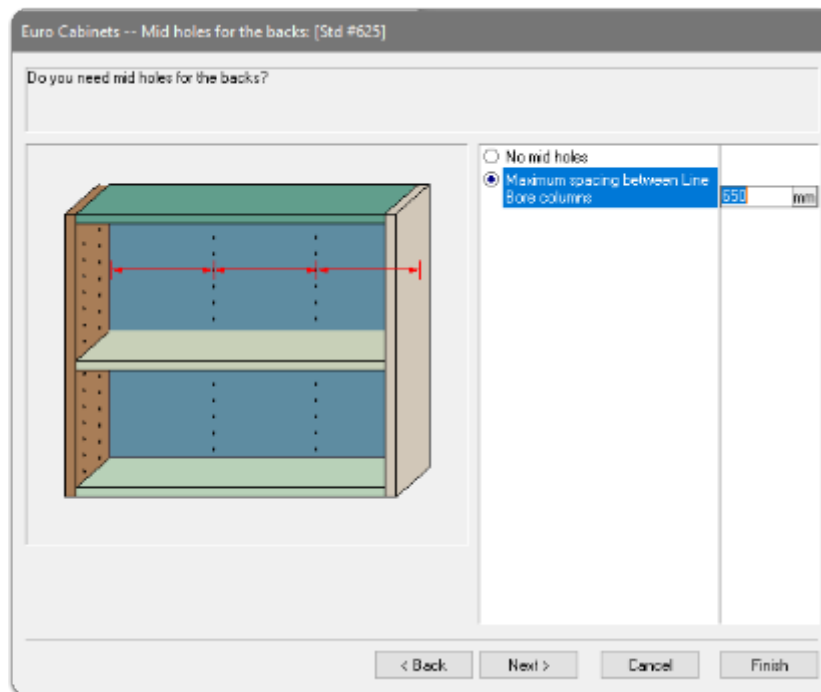 Euro Cabinets -- Mid holes for the backs: [Std #625]
Do you need mid holes for the backs?
No mid holes
Maximum spacing between Line
Bore columns
650 mm
< Back
Next >
Cancel
Finish